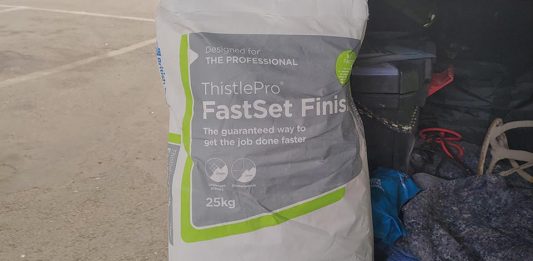 Designed for
THE PROFESSIONAL
ThistlePro®
FastSet Finis
The guaranteed way to
get the job done faster
25kg